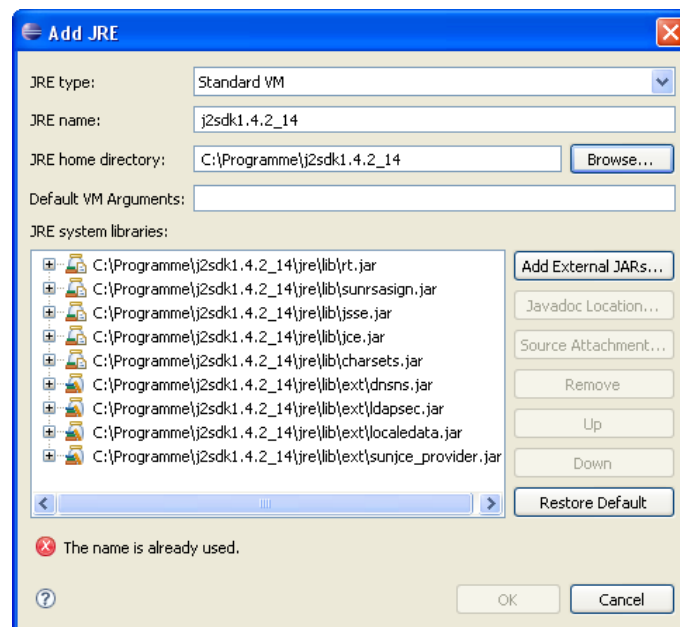 Add JRE
JRE type: Standard VM
JRE name: j2sdk1.4.2_14
JRE home directory: C:\Programme\j2sdk1.4.2_14 Browse...
Default VM Arguments:
JRE system libraries:
C:\Programme\j2sdk1.4.2_14\jre\lib\rt.jar Add External JARs...
C:\Programme\j2sdk1.4.2_14\jre\lib\sunrsasign.jar
C:\Programme\j2sdk1.4.2_14\jre\lib\jsse.jar Javadoc Location...
C:\Programme\j2sdk1.4.2_14\jre\lib\jce.jar Source Attachment...
C:\Programme\j2sdk1.4.2_14\jre\lib\charsets.jar
C:\Programme\j2sdk1.4.2_14\jre\lib\ext\dnsns.jar Remove
C:\Programme\j2sdk1.4.2_14\jre\lib\ext\ldapsec.jar
C:\Programme\j2sdk1.4.2_14\jre\lib\ext\localedata.jar Up
C:\Programme\j2sdk1.4.2_14\jre\lib\ext\sunjce_provider.jar Down
Restore Default
The name is already used.
OK Cancel